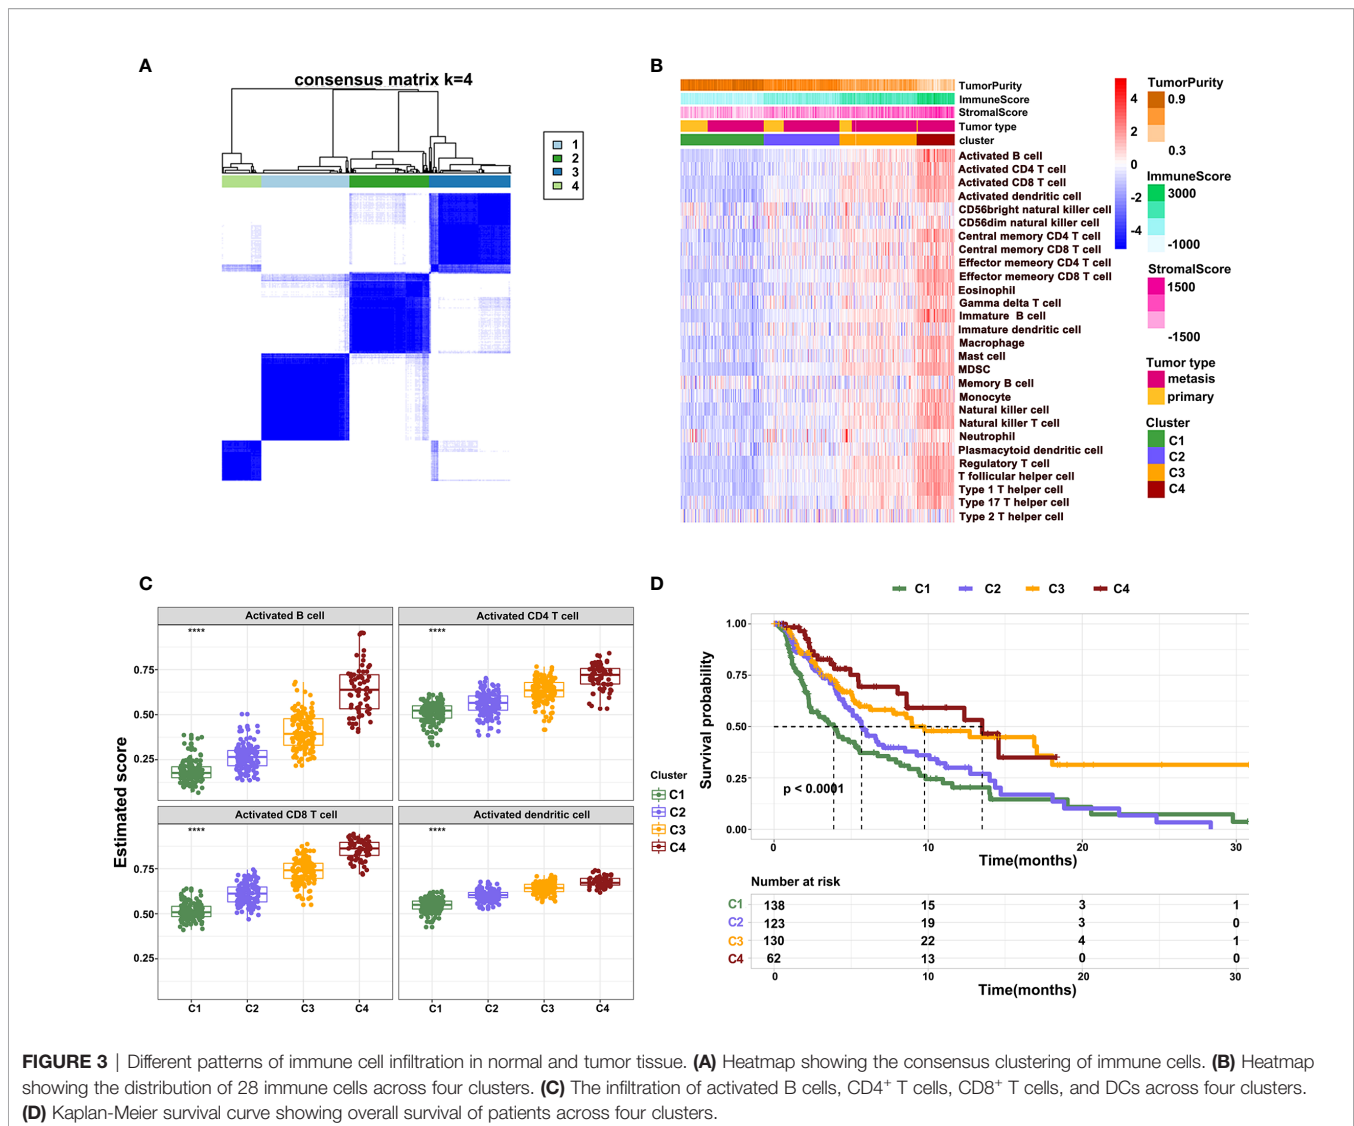 A
consensus matrix k=4
1
2
3
4
B
TumorPurity
ImmuneScore
StromalScore
Tumor type
cluster
Activated B cell
Activated CD4 T cell
Activated CD8 T cell
Activated dendritic cell
CD56bright natural killer cell
CD56dim natural killer cell
Central memory CD4 T cell
Central memory CD8 T cell
Effector memeory CD4 T cell
Effector memeory CD8 T cell
Eosinophil
Gamma delta T cell
Immature B cell
Immature dendritic cell
Macrophage
Mast cell
MDSC
Memory B cell
Monocyte
Natural killer cell
Natural killer T cell
Neutrophil
Plasmacytoid dendritic cell
Regulatory T cell
T follicular helper cell
Type 1 T helper cell
Type 17 T helper cell
Type 2 T helper cell
4
2
0
-2
-4
TumorPurity
0.9
0.3
ImmuneScore
3000
-1000
StromalScore
1500
-1500
Tumor type
metasis
primary
Cluster
C1
C2
C3
C4
C
Activated B cell
Activated CD4 T cell
****
****
0.75
0.50
0.25
Activated CD8 T cell
Activated dendritic cell
****
****
0.75
0.50
0.25
Estimated score
C1 C2 C3 C4 C1 C2 C3 C4
Cluster
C1
C2
C3
C4
D
C1 C2 C3 C4
1.00
0.75
0.50
0.25
0.00
Survival probability
p < 0.0001
0 10 20 30
Time(months)
Number at risk
C1 138 15 3 1
C2 123 19 3 0
C3 130 22 4 1
C4 62 13 0 0
0 10 20 30
Time(months)
FIGURE 3 | Different patterns of immune cell infiltration in normal and tumor tissue. (A) Heatmap showing the consensus clustering of immune cells. (B) Heatmap
showing the distribution of 28 immune cells across four clusters. (C) The infiltration of activated B cells, CD4⁺ T cells, CD8⁺ T cells, and DCs across four clusters.
(D) Kaplan-Meier survival curve showing overall survival of patients across four clusters.